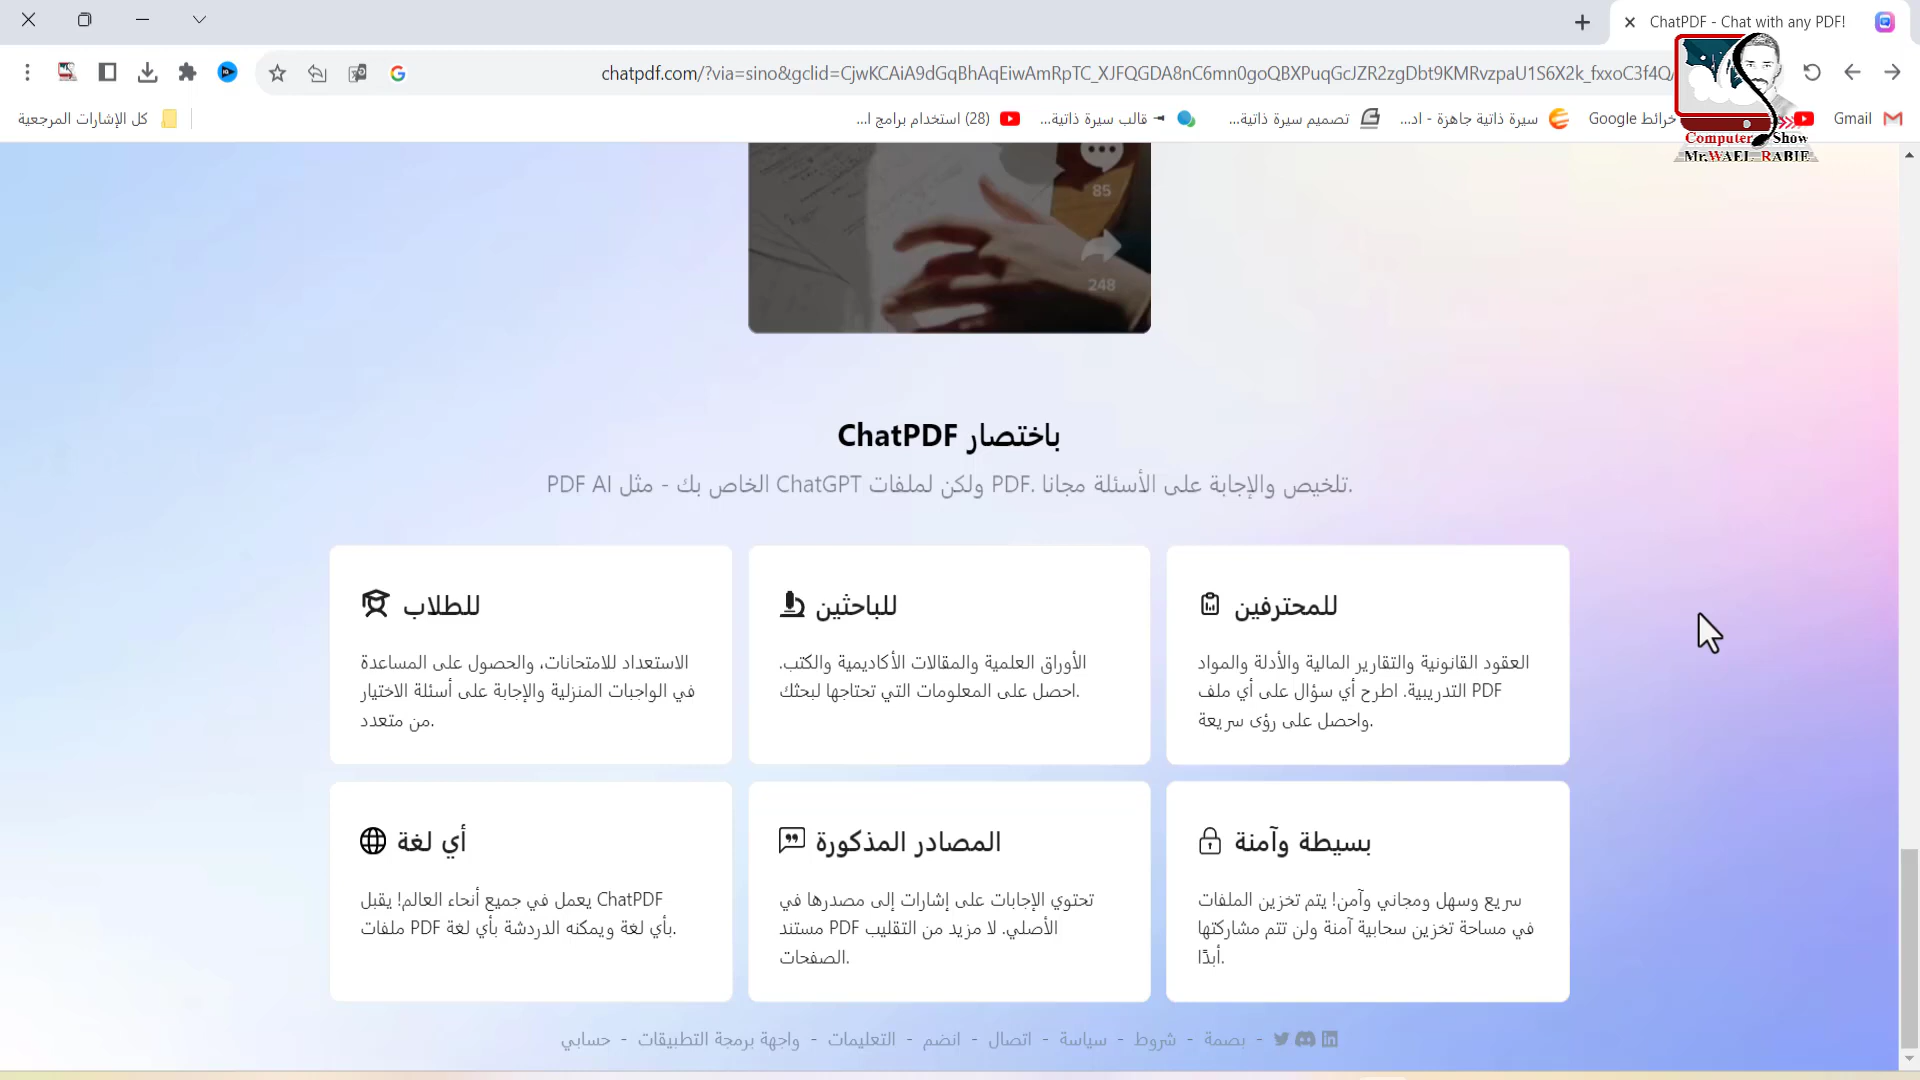 ChatPDF - Chat with any PDF!
chatpdf.com/?via=sino&gclid=CjwKCAiA9dGqBhAqEiwAmRpTC_XJFQGDA8nC6mn0goQBXPuqGcJZR2zgDbt9KMRvzpaU1S6X2k_fxxoC3f4Q
Gmail
خرائط Google
سيرة ذاتية جاهزة - اد...
تصميم سيرة ذاتية...
قالب سيرة ذاتية...
(28) استخدام برامج ا...
كل الإشارات المرجعية
Computer Show
Mr.WAEL RABIE
85
248
ChatPDF باختصار
PDF AI الخاص بك - مثل ChatGPT ولكن لملفات PDF. تلخيص والإجابة على الأسئلة مجانا.
للمحترفين
العقود القانونية والتقارير المالية والأدلة والمواد
التدريبية. اطرح أي سؤال على أي ملف PDF
واحصل على رؤى سريعة.
للباحثين
الأوراق العلمية والمقالات الأكاديمية والكتب.
احصل على المعلومات التي تحتاجها لبحثك.
للطلاب
الاستعداد للامتحانات، والحصول على المساعدة
في الواجبات المنزلية والإجابة على أسئلة الاختيار
من متعدد.
بسيطة وآمنة
سريع وسهل ومجاني وآمن! يتم تخزين الملفات
في مساحة تخزين سحابية آمنة ولن تتم مشاركتها
أبدًا.
المصادر المذكورة
تحتوي الإجابات على إشارات إلى مصدرها في
مستند PDF الأصلي. لا مزيد من التقليب
الصفحات.
أي لغة
ChatPDF يعمل في جميع أنحاء العالم! يقبل
ملفات PDF بأي لغة ويمكنه الدردشة بأي لغة.
بصمة - شروط - سياسة - اتصال - انضم - التعليمات - واجهة برمجة التطبيقات - حسابي